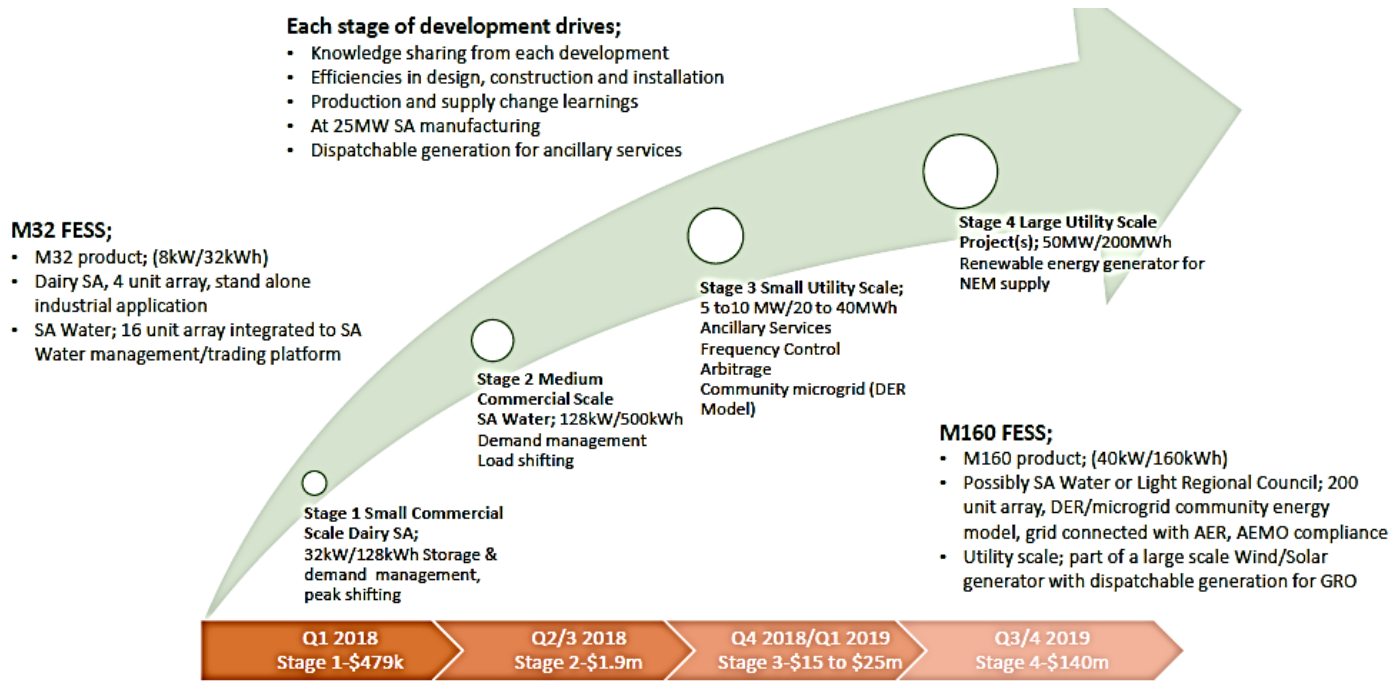 Each stage of development drives;
• Knowledge sharing from each development
• Efficiencies in design, construction and installation
• Production and supply change learnings
• At 25MW SA manufacturing
• Dispatchable generation for ancillary services
M32 FESS;
• M32 product; (8kW/32kWh)
• Dairy SA, 4 unit array, stand alone
industrial application
• SA Water; 16 unit array integrated to SA
Water management/trading platform
Stage 1 Small Commercial
Scale Dairy SA;
32kW/128kWh Storage &
demand management,
peak shifting
Stage 2 Medium
Commercial Scale
SA Water; 128kW/500kWh
Demand management
Load shifting
Stage 3 Small Utility Scale;
5 to10 MW/20 to 40MWh
Ancillary Services
Frequency Control
Arbitrage
Community microgrid (DER
Model)
Stage 4 Large Utility Scale
Project(s); 50MW/200MWh
Renewable energy generator for
NEM supply
M160 FESS;
• M160 product; (40kW/160kWh)
• Possibly SA Water or Light Regional Council; 200
unit array, DER/microgrid community energy
model, grid connected with AER, AEMO compliance
• Utility scale; part of a large scale Wind/Solar
generator with dispatchable generation for GRO
Q1 2018
Stage 1-$479k
Q2/3 2018
Stage 2-$1.9m
Q4 2018/Q1 2019
Stage 3-$15 to $25m
Q3/4 2019
Stage 4-$140m